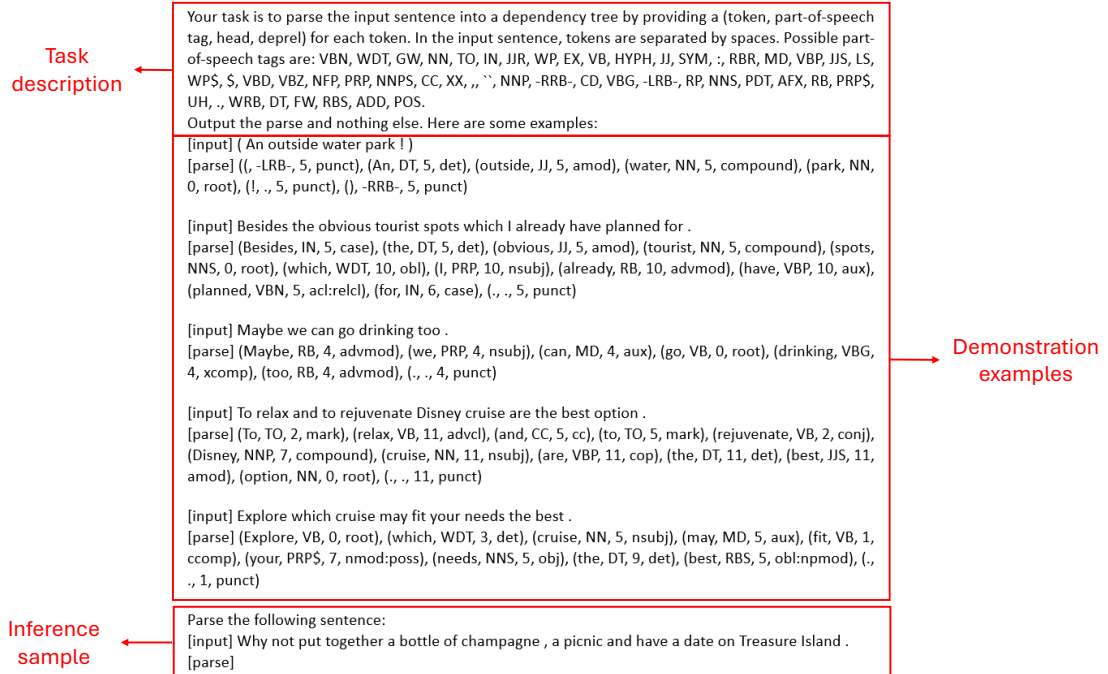 Your task is to parse the input sentence into a dependency tree by providing a (token, part-of-speech
tag, head, deprel) for each token. In the input sentence, tokens are separated by spaces. Possible part-
of-speech tags are: VBN, WDT, GW, NN, TO, IN, JJR, WP, EX, VB, HYPH, JJ, SYM, :, RBR, MD, VBP, JJS, LS,
WP$, $, VBD, VBZ, NFP, PRP, NNPS, CC, XX, ,, ``, NNP, -RRB-, CD, VBG, -LRB-, RP, NNS, PDT, AFX, RB, PRP$,
UH, ., WRB, DT, FW, RBS, ADD, POS.
Output the parse and nothing else. Here are some examples:
Task
description
[input] ( An outside water park ! )
[parse] ((, -LRB-, 5, punct), (An, DT, 5, det), (outside, JJ, 5, amod), (water, NN, 5, compound), (park, NN,
0, root), (!, ., 5, punct), (), -RRB-, 5, punct)
[input] Besides the obvious tourist spots which I already have planned for .
[parse] (Besides, IN, 5, case), (the, DT, 5, det), (obvious, JJ, 5, amod), (tourist, NN, 5, compound), (spots,
NNS, 0, root), (which, WDT, 10, obl), (I, PRP, 10, nsubj), (already, RB, 10, advmod), (have, VBP, 10, aux),
(planned, VBN, 5, acl:relcl), (for, IN, 6, case), (., ., 5, punct)
[input] Maybe we can go drinking too .
[parse] (Maybe, RB, 4, advmod), (we, PRP, 4, nsubj), (can, MD, 4, aux), (go, VB, 0, root), (drinking, VBG,
4, xcomp), (too, RB, 4, advmod), (., ., 4, punct)
[input] To relax and to rejuvenate Disney cruise are the best option .
[parse] (To, TO, 2, mark), (relax, VB, 11, advcl), (and, CC, 5, cc), (to, TO, 5, mark), (rejuvenate, VB, 2, conj),
(Disney, NNP, 7, compound), (cruise, NN, 11, nsubj), (are, VBP, 11, cop), (the, DT, 11, det), (best, JJS, 11,
amod), (option, NN, 0, root), (., ., 11, punct)
[input] Explore which cruise may fit your needs the best .
[parse] (Explore, VB, 0, root), (which, WDT, 3, det), (cruise, NN, 5, nsubj), (may, MD, 5, aux), (fit, VB, 1,
ccomp), (your, PRP$, 7, nmod:poss), (needs, NNS, 5, obj), (the, DT, 9, det), (best, RBS, 5, obl:npmod), (.,
., 1, punct)
Demonstration
examples
Parse the following sentence:
[input] Why not put together a bottle of champagne , a picnic and have a date on Treasure Island .
[parse]
Inference
sample